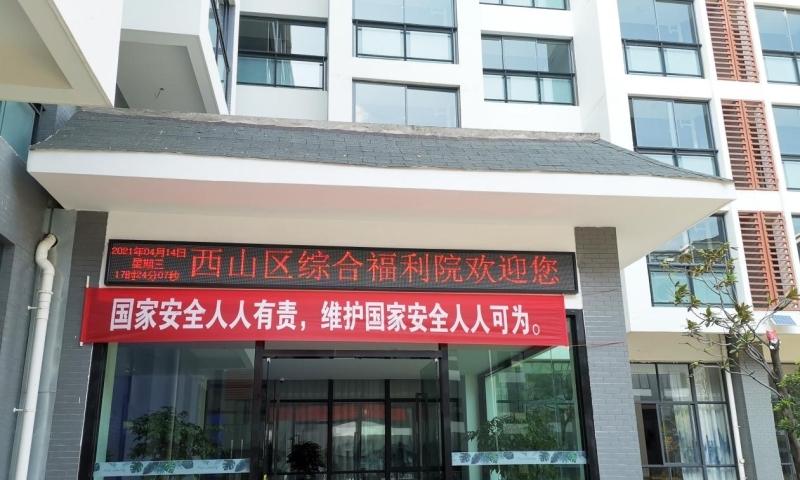 2021年04月14日
星期三
17时24分07秒
西山区综合福利院欢迎您
国家安全人人有责，维护国家安全人人可为。